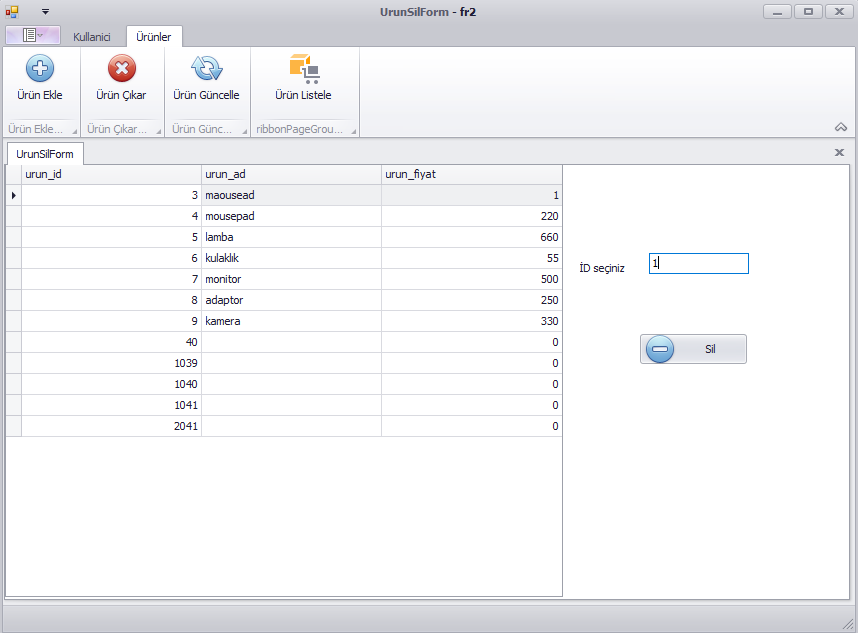 UrunSilForm - fr2
Kullanici Ürünler
Ürün Ekle Ürün Çıkar Ürün Güncelle Ürün Listele
Ürün Ekle... Ürün Çıkar... Ürün Günc... ribbonPageGrou...
UrunSilForm
urun_id urun_ad urun_fiyat
3 maousead 1
4 mousepad 220
5 lamba 660
6 kulaklık 55
7 monitor 500
8 adaptor 250
9 kamera 330
40 0
1039 0
1040 0
1041 0
2041 0
İD seçiniz 1
Sil